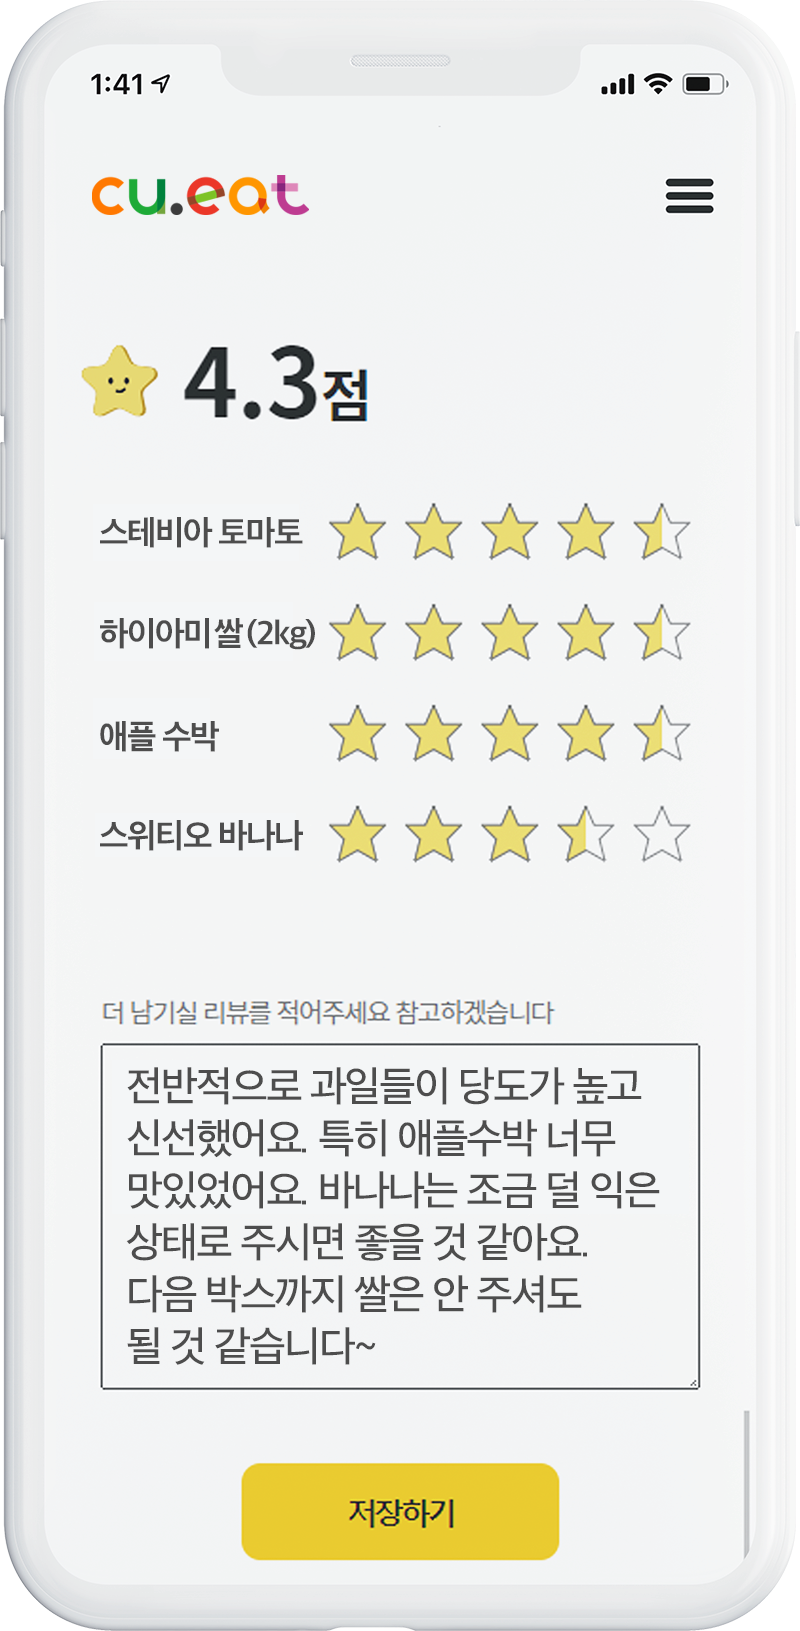 1:41
cu.eat
4.3점
스테비아 토마토
하이아미 쌀 (2kg)
애플 수박
스위티오 바나나
더 남기실 리뷰를 적어주세요 참고하겠습니다
전반적으로 과일들이 당도가 높고
신선했어요. 특히 애플수박 너무
맛있었어요. 바나나는 조금 덜 익은
상태로 주시면 좋을 것 같아요.
다음 박스까지 쌀은 안 주셔도
될 것 같습니다~
저장하기